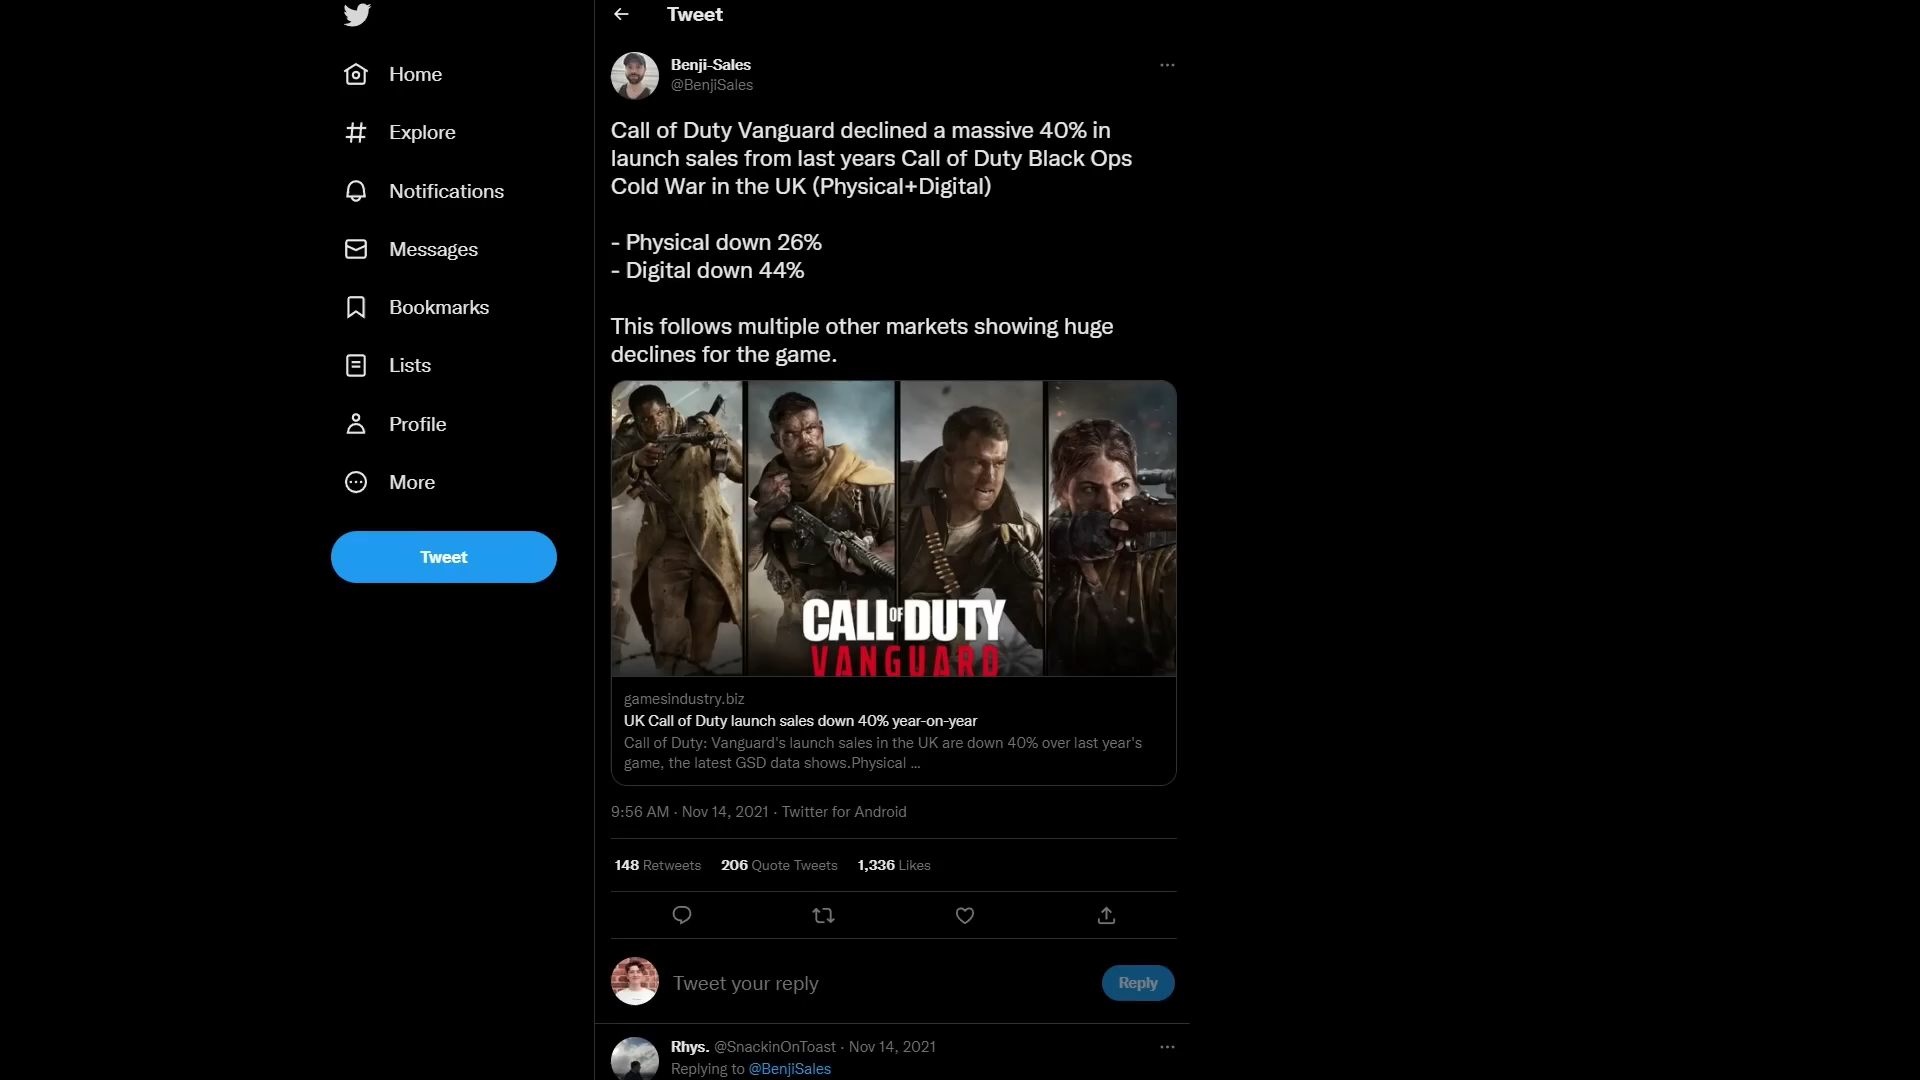 Tweet
Home
Explore
Notifications
Messages
Bookmarks
Lists
Profile
More
Tweet
Benji-Sales
@BenjiSales
Call of Duty Vanguard declined a massive 40% in
launch sales from last years Call of Duty Black Ops
Cold War in the UK (Physical+Digital)
- Physical down 26%
- Digital down 44%
This follows multiple other markets showing huge
declines for the game.
CALL OF DUTY
VANGUARD
gamesindustry.biz
UK Call of Duty launch sales down 40% year-on-year
Call of Duty: Vanguard's launch sales in the UK are down 40% over last year's
game, the latest GSD data shows.Physical ...
9:56 AM · Nov 14, 2021 · Twitter for Android
148 Retweets 206 Quote Tweets 1,336 Likes
Tweet your reply
Reply
Rhys. @SnackinOnToast · Nov 14, 2021
Replying to @BenjiSales